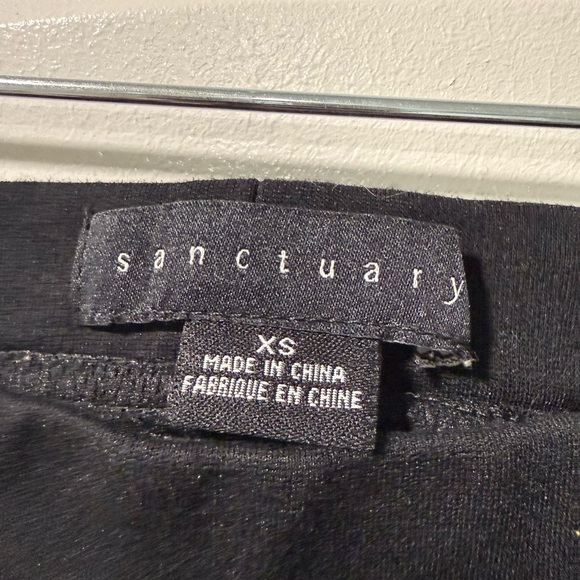 sanctuary
XS
MADE IN CHINA
FABRIQUE EN CHINE